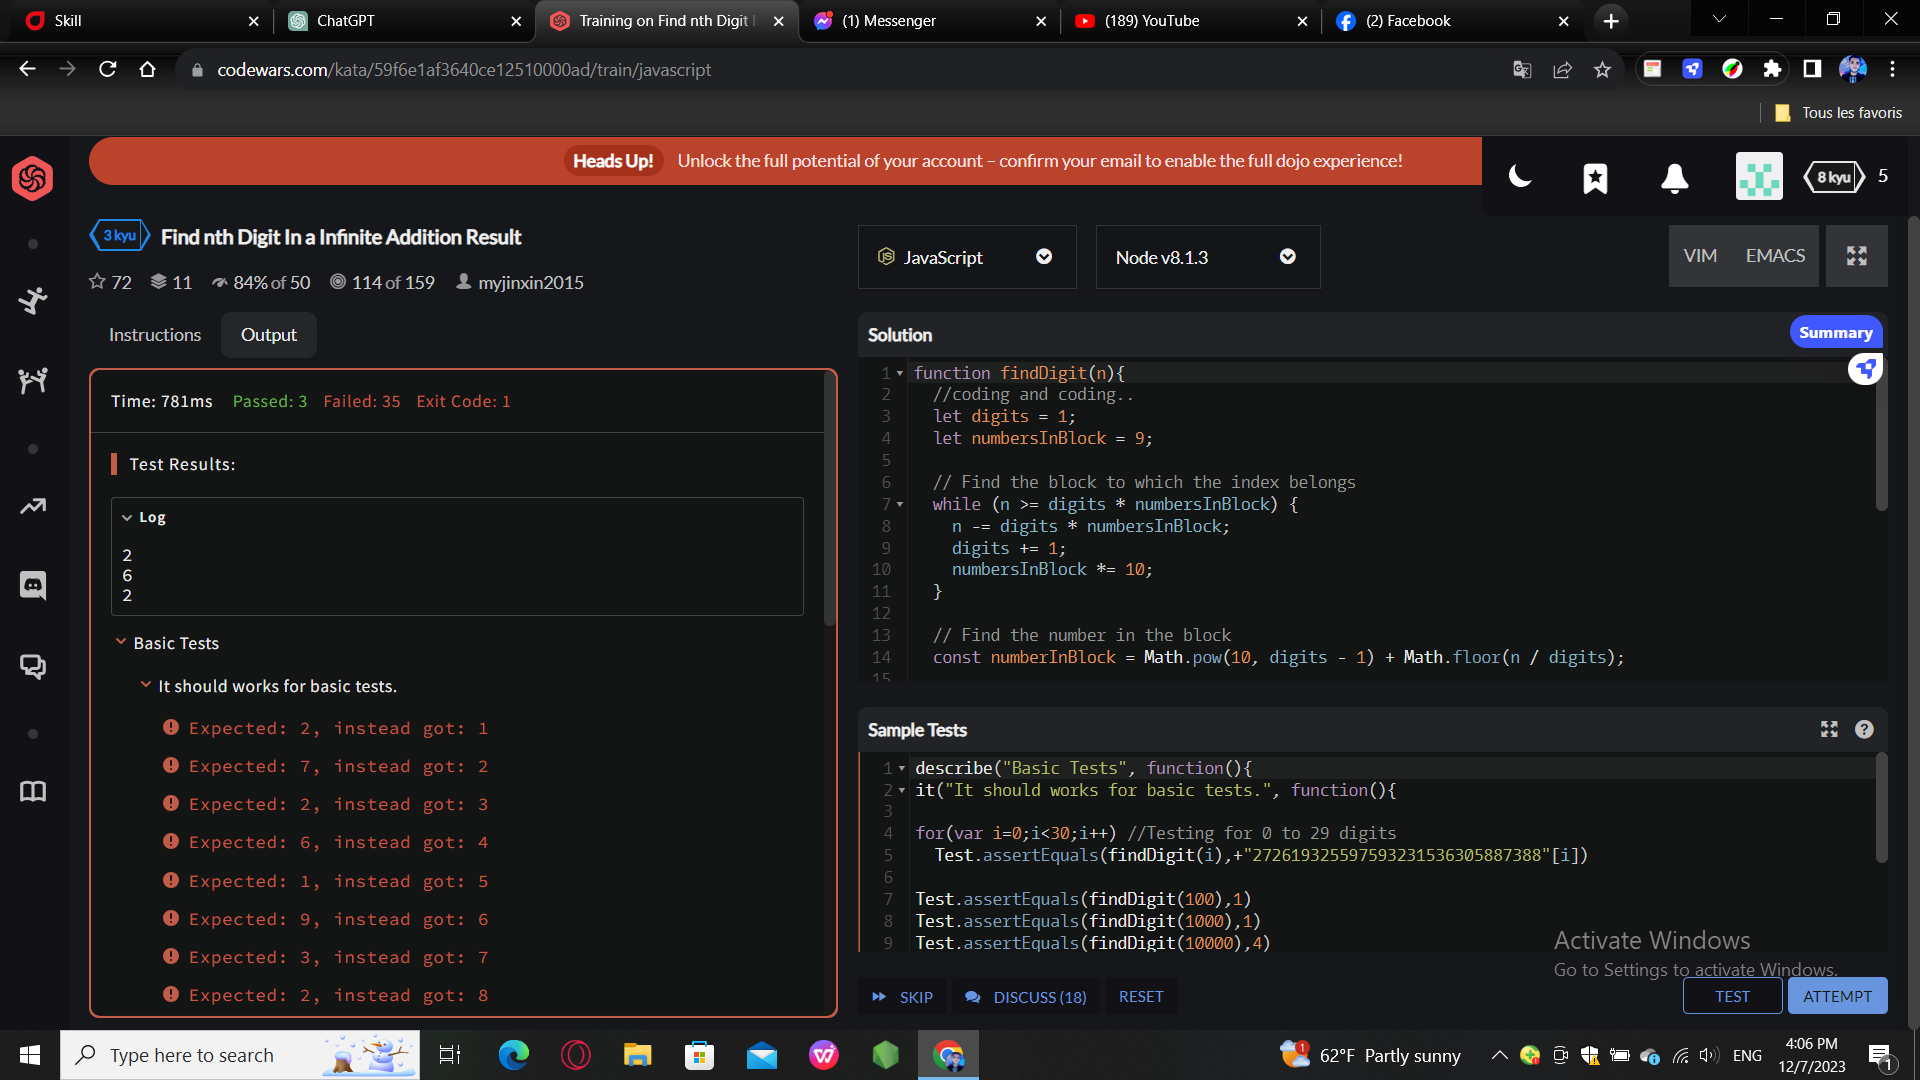 Skill
ChatGPT
Training on Find nth Digit I
(1) Messenger
(189) YouTube
(2) Facebook
codewars.com/kata/59f6e1af3640ce12510000ad/train/javascript
Tous les favoris
Heads Up! Unlock the full potential of your account – confirm your email to enable the full dojo experience!
8 kyu 5
3 kyu Find nth Digit In a Infinite Addition Result
72 11 84% of 50 114 of 159 myjinxin2015
JavaScript
Node v8.1.3
VIM EMACS
Instructions
Output
Time: 781ms Passed: 3 Failed: 35 Exit Code: 1
Test Results:
Log
2
6
2
Basic Tests
It should works for basic tests.
Expected: 2, instead got: 1
Expected: 7, instead got: 2
Expected: 2, instead got: 3
Expected: 6, instead got: 4
Expected: 1, instead got: 5
Expected: 9, instead got: 6
Expected: 3, instead got: 7
Expected: 2, instead got: 8
Solution
Summary
1 function findDigit(n){
2 //coding and coding..
3 let digits = 1;
4 let numbersInBlock = 9;
5
6 // Find the block to which the index belongs
7 while (n >= digits * numbersInBlock) {
8 n -= digits * numbersInBlock;
9 digits += 1;
10 numbersInBlock *= 10;
11 }
12
13 // Find the number in the block
14 const numberInBlock = Math.pow(10, digits - 1) + Math.floor(n / digits);
15
Sample Tests
1 describe("Basic Tests", function(){
2 it("It should works for basic tests.", function(){
3
4 for(var i=0;i<30;i++) //Testing for 0 to 29 digits
5 Test.assertEquals(findDigit(i),+"272619325597593231536305887388"[i])
6
7 Test.assertEquals(findDigit(100),1)
8 Test.assertEquals(findDigit(1000),1)
9 Test.assertEquals(findDigit(10000),4)
Activate Windows
Go to Settings to activate Windows.
SKIP
DISCUSS (18)
RESET
TEST
ATTEMPT
Type here to search
1
62°F Partly sunny
ENG
4:06 PM
12/7/2023
1